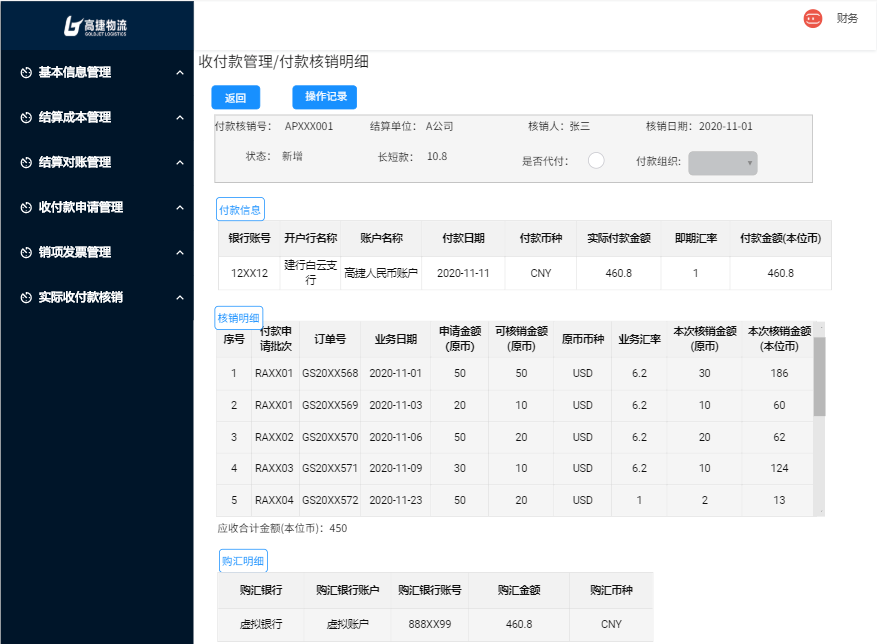 高捷物流
GOLDJET LOGISTICS
财务
基本信息管理
结算成本管理
结算对账管理
收付款申请管理
销项发票管理
实际收付款核销
收付款管理/付款核销明细
返回 操作记录
付款核销号： APXXX001 结算单位： A公司 核销人：张三 核销日期：2020-11-01
状态： 新增 长短款： 10.8 是否代付： 付款组织:
付款信息
银行账号 开户行名称 账户名称 付款日期 付款币种 实际付款金额 即期汇率 付款金额(本位币)
12XX12 建行白云支行 高捷人民币账户 2020-11-11 CNY 460.8 1 460.8
核销明细
序号 付款申请批次 订单号 业务日期 申请金额(原币) 可核销金额(原币) 原币币种 业务汇率 本次核销金额(原币) 本次核销金额(本位币)
1 RAXX01 GS20XX568 2020-11-01 50 50 USD 6.2 30 186
2 RAXX01 GS20XX569 2020-11-03 20 10 USD 6.2 10 60
3 RAXX02 GS20XX570 2020-11-06 50 20 USD 6.2 20 62
4 RAXX03 GS20XX571 2020-11-09 30 10 USD 6.2 10 124
5 RAXX04 GS20XX572 2020-11-23 50 20 USD 1 2 13
应收合计金额(本位币)：450
购汇明细
购汇银行 购汇银行账户 购汇银行账号 购汇金额 购汇币种
虚拟银行 虚拟账户 888XX99 460.8 CNY